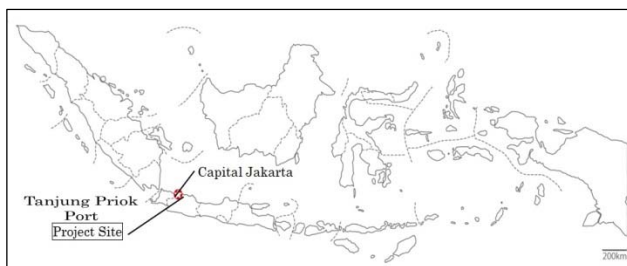 Capital Jakarta
Tanjung Priok
Port
Project Site
200km